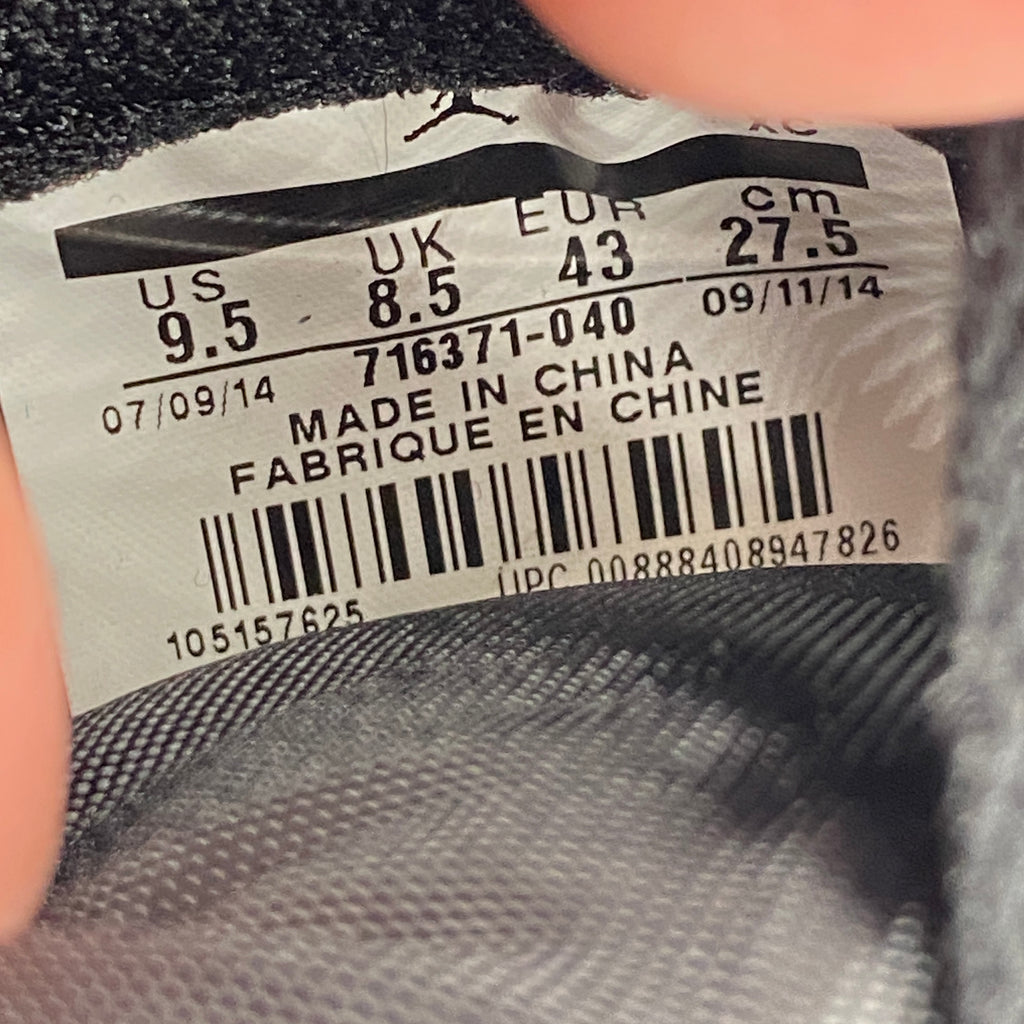 XC
US UK EUR cm
9.5 8.5 43 27.5
07/09/14 716371-040 09/11/14
MADE IN CHINA
FABRIQUE EN CHINE
105157625 UPC 00888408947826